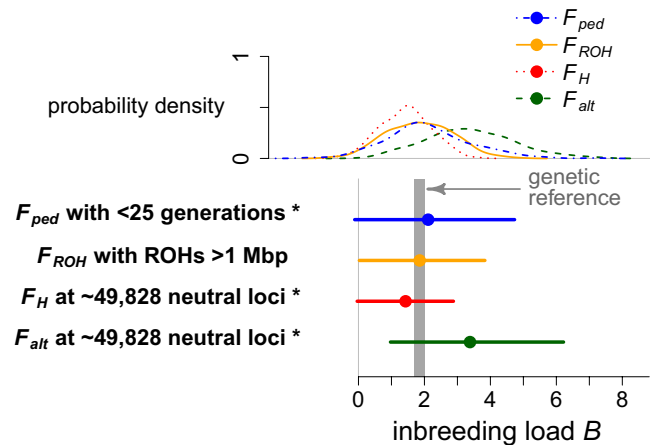 F_ped
F_ROH
F_H
F_alt
1
0
probability density
genetic
reference
F_ped with <25 generations *
F_ROH with ROHs >1 Mbp
F_H at ~49,828 neutral loci *
F_alt at ~49,828 neutral loci *
0 2 4 6 8
inbreeding load B